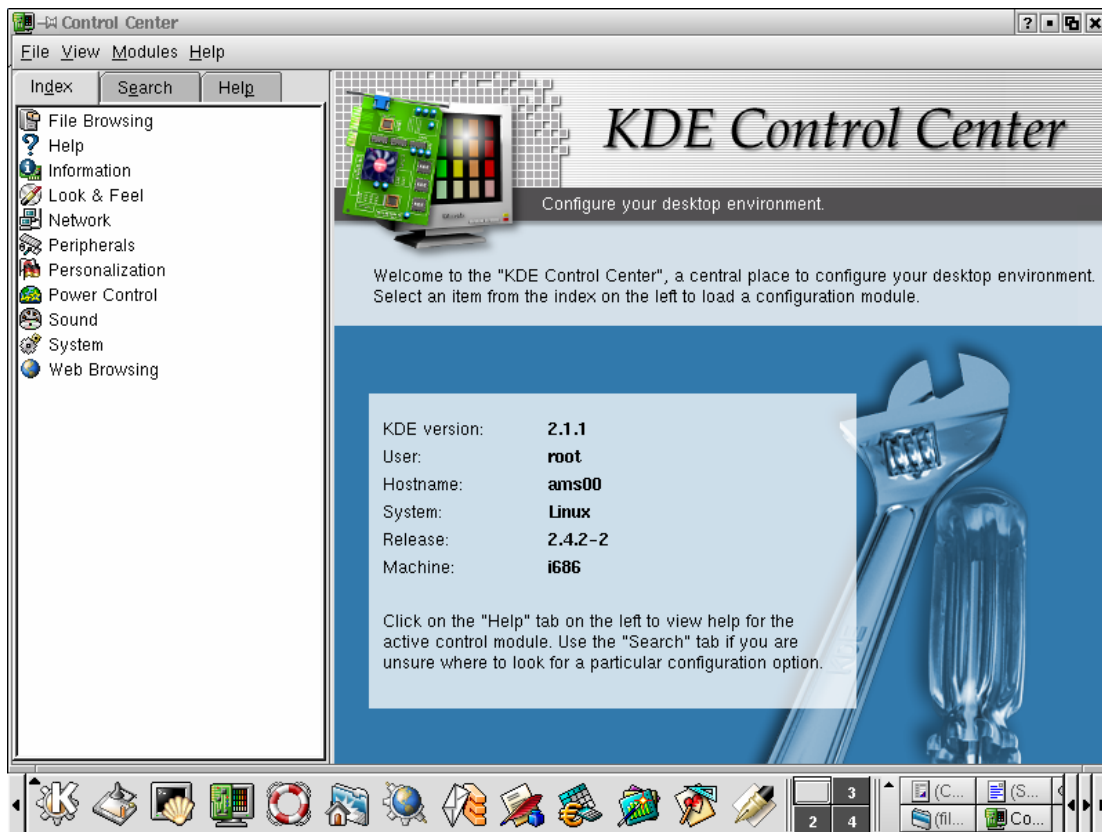 Control Center
File View Modules Help
Index Search Help
File Browsing
Help
Information
Look & Feel
Network
Peripherals
Personalization
Power Control
Sound
System
Web Browsing
KDE Control Center
Configure your desktop environment.
Welcome to the "KDE Control Center", a central place to configure your desktop environment.
Select an item from the index on the left to load a configuration module.
KDE version: 2.1.1
User: root
Hostname: ams00
System: Linux
Release: 2.4.2-2
Machine: i686
Click on the "Help" tab on the left to view help for the
active control module. Use the "Search" tab if you are
unsure where to look for a particular configuration option.
3 (C... (S...
2 4 (fil... Co...